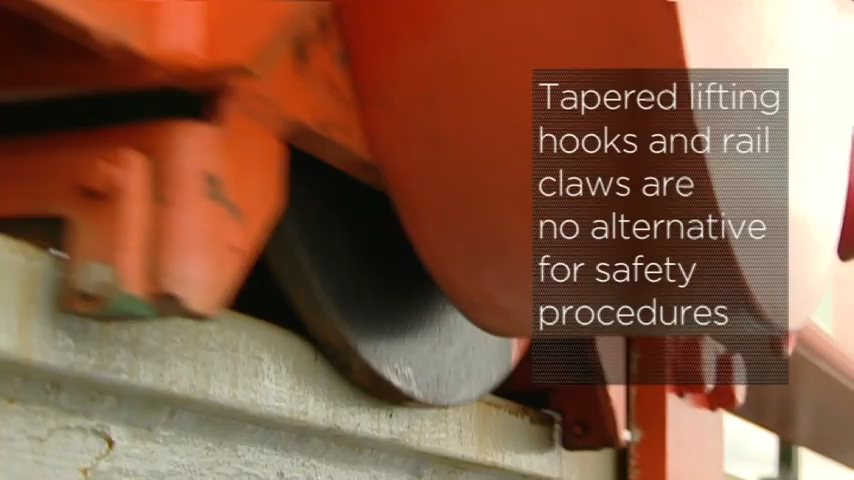 Tapered lifting
hooks and rail
claws are
no alternative
for safety
procedures